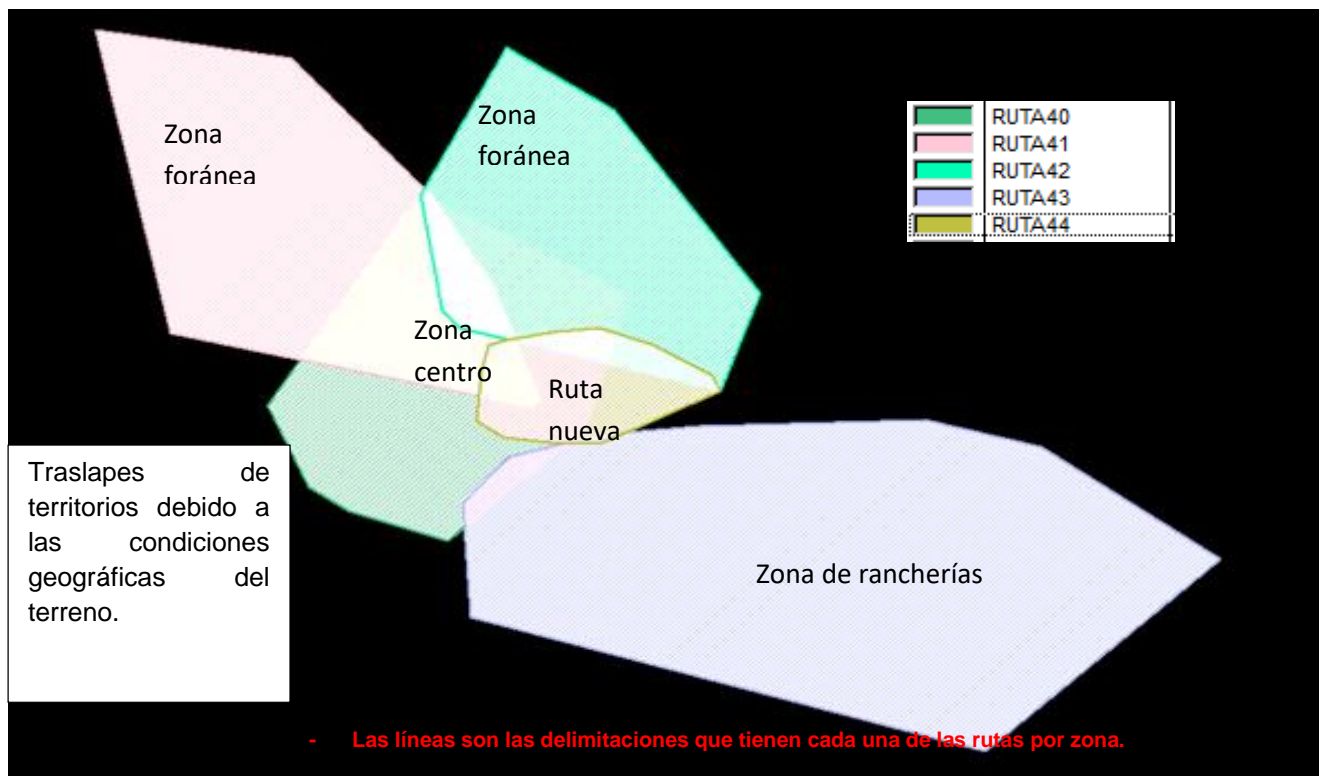 Zona
foránea
Zona
foránea
RUTA40
RUTA41
RUTA42
RUTA43
RUTA44
Zona
centro
Ruta
nueva
Traslapes de
territorios debido a
las condiciones
geográficas del
terreno.
Zona de rancherías
- Las líneas son las delimitaciones que tienen cada una de las rutas por zona.